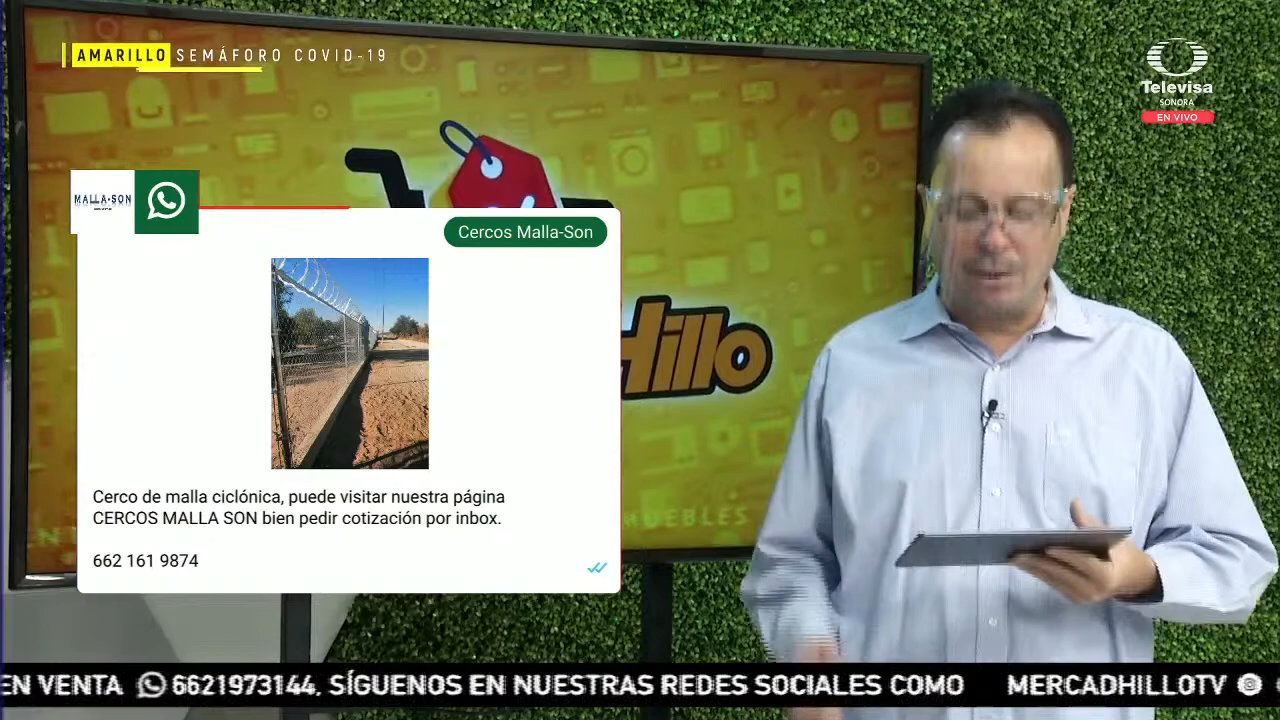 AMARILLO SEMÁFORO COVID-19
Televisa
SONORA
EN VIVO
MALLA-SON
Cercos Malla-Son
Hillo
Cerco de malla ciclónica, puede visitar nuestra página
CERCOS MALLA SON bien pedir cotización por inbox.
662 161 9874
MUEBLES
EN VENTA 6621973144, SÍGUENOS EN NUESTRAS REDES SOCIALES COMO MERCADHILLOTV